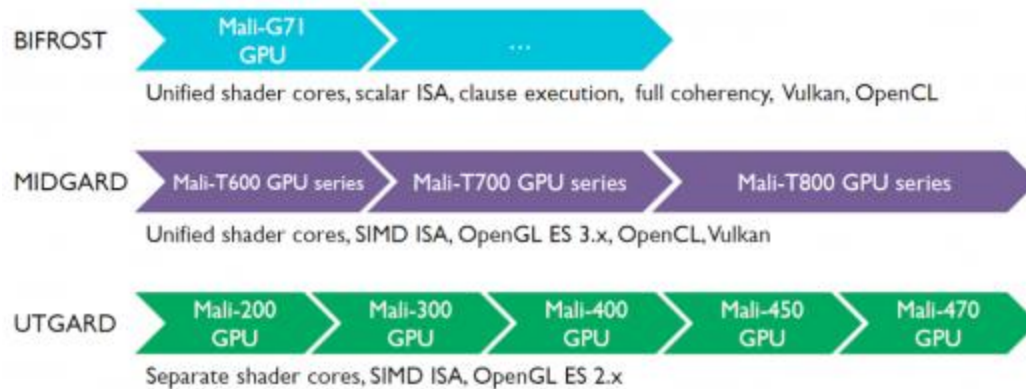 BIFROST
Mali-G71
GPU
...
Unified shader cores, scalar ISA, clause execution, full coherency, Vulkan, OpenCL
MIDGARD
Mali-T600 GPU series
Mali-T700 GPU series
Mali-T800 GPU series
Unified shader cores, SIMD ISA, OpenGL ES 3.x, OpenCL, Vulkan
UTGARD
Mali-200
GPU
Mali-300
GPU
Mali-400
GPU
Mali-450
GPU
Mali-470
GPU
Separate shader cores, SIMD ISA, OpenGL ES 2.x